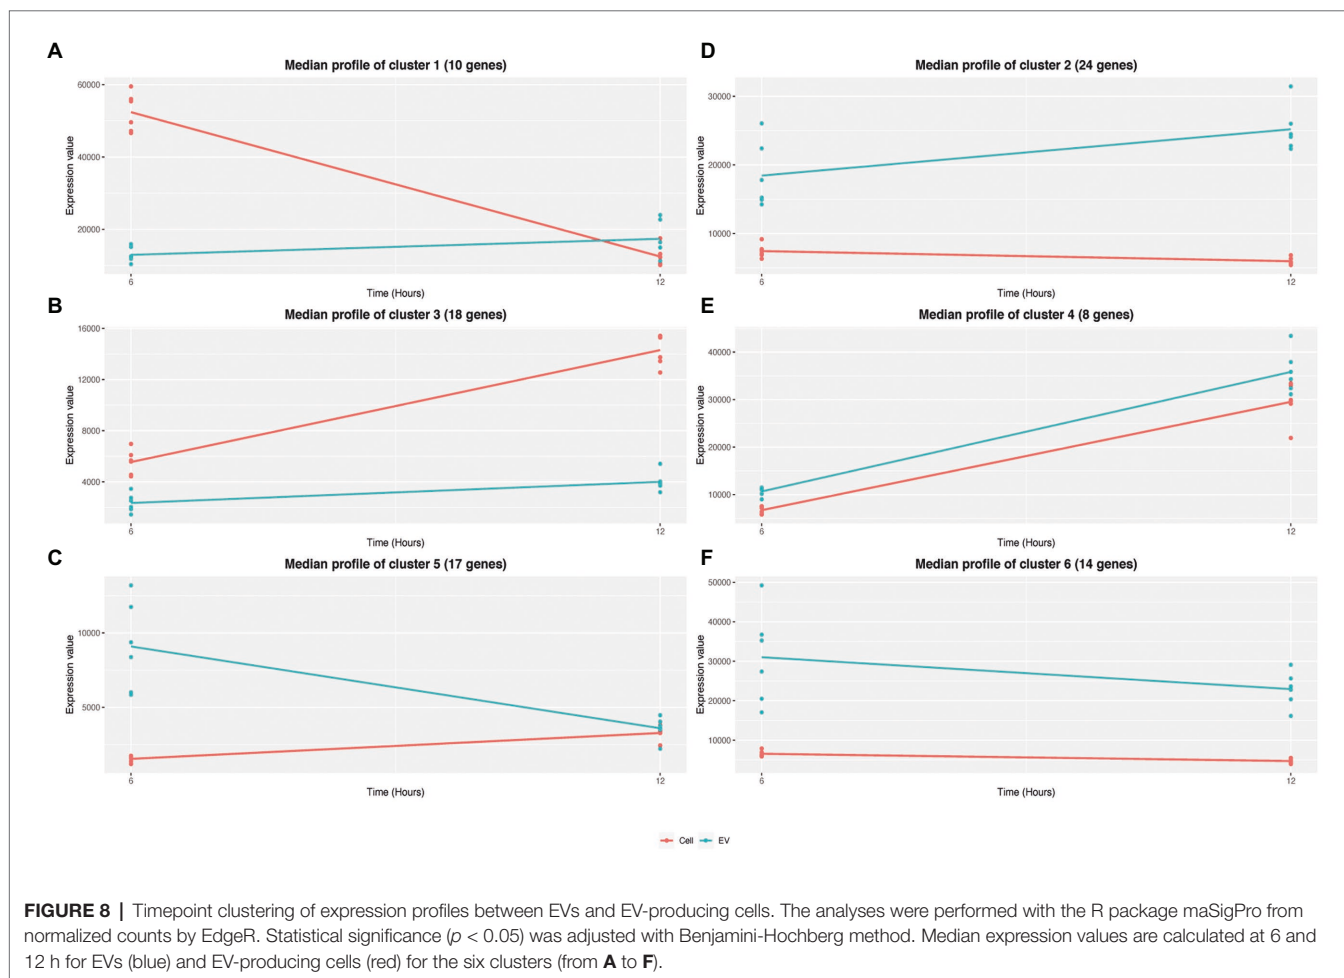 A
Median profile of cluster 1 (10 genes)
Expression value
60000
40000
20000
6
12
Time (Hours)
D
Median profile of cluster 2 (24 genes)
Expression value
30000
20000
10000
6
12
Time (Hours)
B
Median profile of cluster 3 (18 genes)
Expression value
16000
12000
8000
4000
6
12
Time (Hours)
E
Median profile of cluster 4 (8 genes)
Expression value
40000
30000
20000
10000
6
12
Time (Hours)
C
Median profile of cluster 5 (17 genes)
Expression value
10000
5000
6
12
Time (Hours)
F
Median profile of cluster 6 (14 genes)
Expression value
50000
40000
30000
20000
10000
6
12
Time (Hours)
Cell EV
FIGURE 8 | Timepoint clustering of expression profiles between EVs and EV-producing cells. The analyses were performed with the R package maSigPro from
normalized counts by EdgeR. Statistical significance (p < 0.05) was adjusted with Benjamini-Hochberg method. Median expression values are calculated at 6 and
12 h for EVs (blue) and EV-producing cells (red) for the six clusters (from A to F).